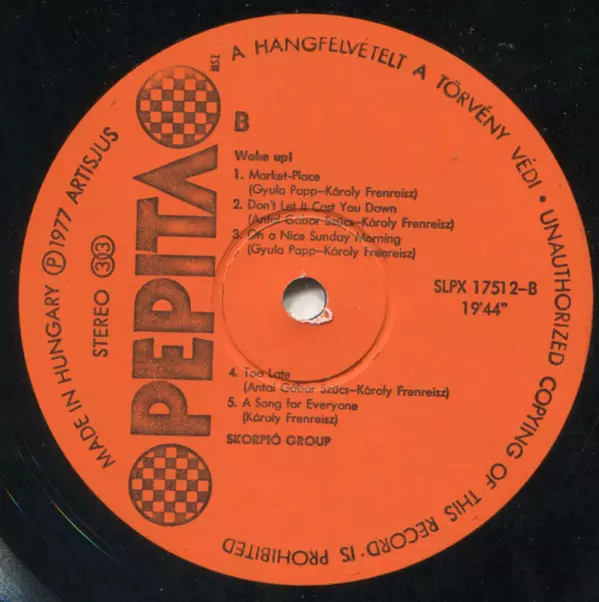 A HANGFELVÉTELT A TÖRVÉNY VÉDI • UNAUTHORIZED COPYING OF THIS RECORD IS PROHIBITED
MADE IN HUNGARY Ⓟ 1977 ARTISJUS
STEREO 33
PEPITA
MSZ
B
Wake up!
1. Market-Place
(Gyula Papp—Károly Frenreisz)
2. Don't Let It Cast You Down
(Antal Gábor Szűcs—Károly Frenreisz)
3. On a Nice Sunday Morning
(Gyula Papp—Károly Frenreisz)
SLPX 17512–B
19'44"
4. Too Late
(Antal Gábor Szűcs—Károly Frenreisz)
5. A Song for Everyone
(Károly Frenreisz)
SKORPIÓ GROUP